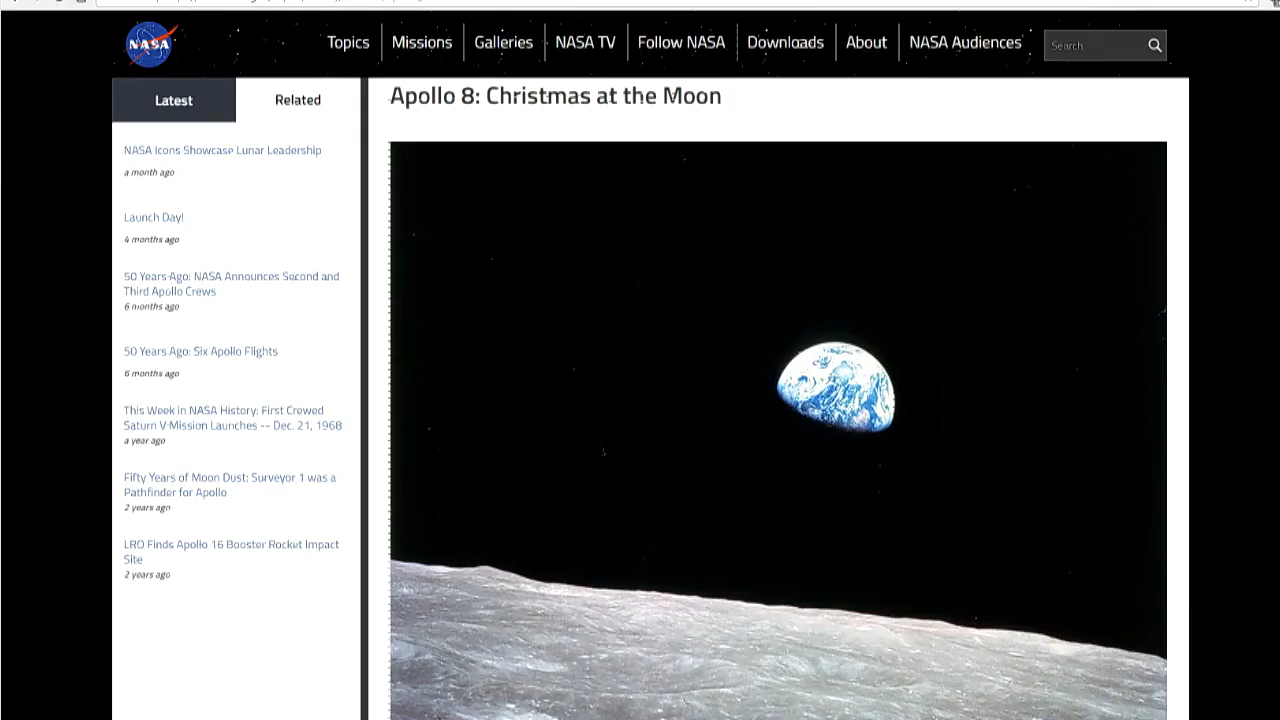 NASA
Topics
Missions
Galleries
NASA TV
Follow NASA
Downloads
About
NASA Audiences
Search
Latest
Related
NASA Icons Showcase Lunar Leadership
a month ago
Launch Day!
4 months ago
50 Years Ago: NASA Announces Second and
Third Apollo Crews
6 months ago
50 Years Ago: Six Apollo Flights
6 months ago
This Week in NASA History: First Crewed
Saturn V Mission Launches -- Dec. 21, 1968
a year ago
Fifty Years of Moon Dust: Surveyor 1 was a
Pathfinder for Apollo
2 years ago
LRO Finds Apollo 16 Booster Rocket Impact
Site
2 years ago
Apollo 8: Christmas at the Moon